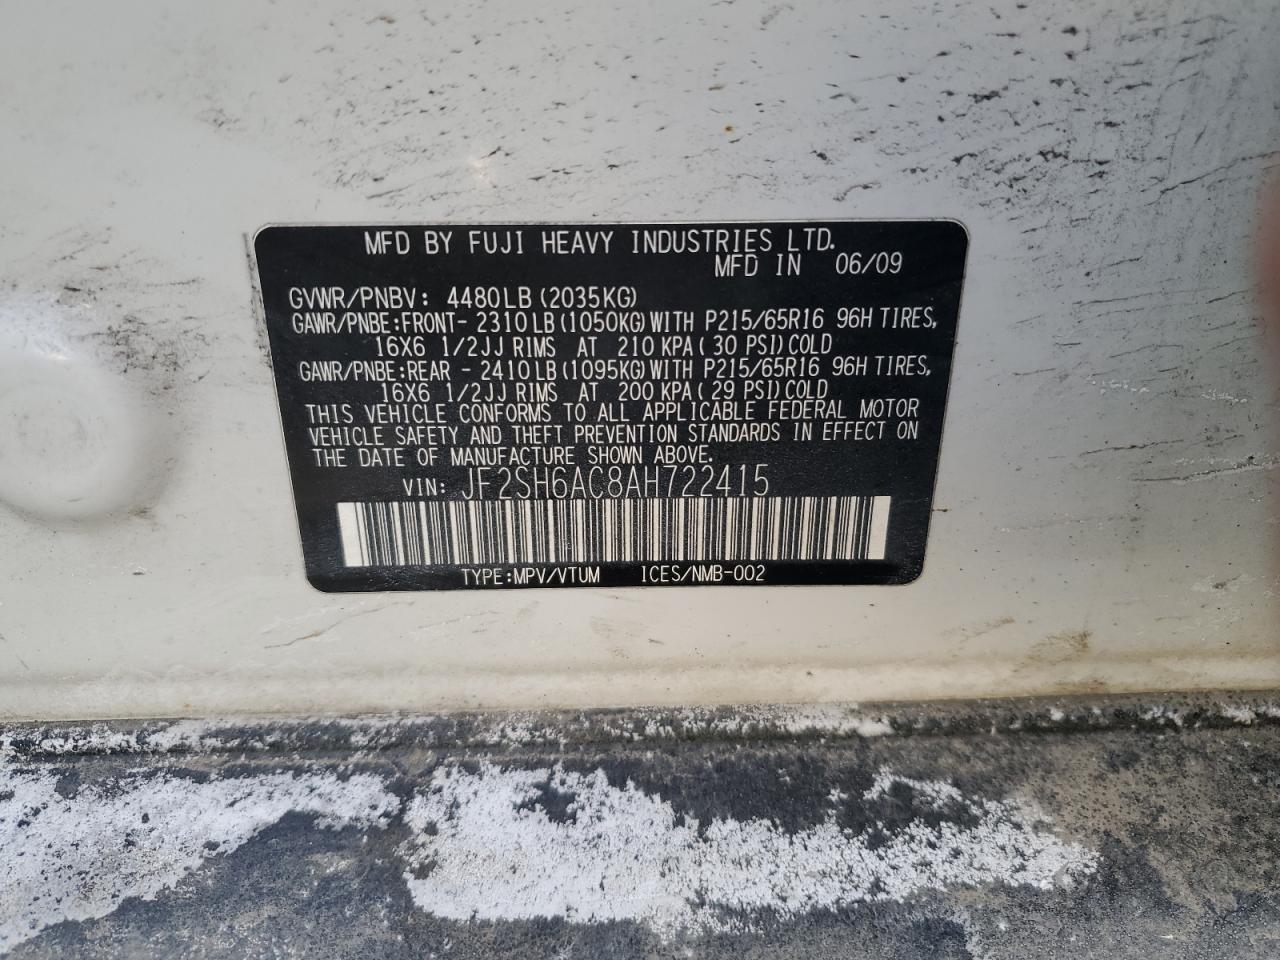 MFD BY FUJI HEAVY INDUSTRIES LTD.
MFD IN 06/09
GVWR/PNBV: 4480LB (2035KG)
GAWR/PNBE:FRONT- 2310LB (1050KG) WITH P215/65R16 96H TIRES,
16X6 1/2JJ RIMS AT 210 KPA ( 30 PSI) COLD
GAWR/PNBE:REAR - 2410LB (1095KG) WITH P215/65R16 96H TIRES,
16X6 1/2JJ RIMS AT 200 KPA ( 29 PSI) COLD
THIS VEHICLE CONFORMS TO ALL APPLICABLE FEDERAL MOTOR
VEHICLE SAFETY AND THEFT PREVENTION STANDARDS IN EFFECT ON
THE DATE OF MANUFACTURE SHOWN ABOVE.
VIN: JF2SH6AC8AH722415
TYPE:MPV/VTUM ICES/NMB-002